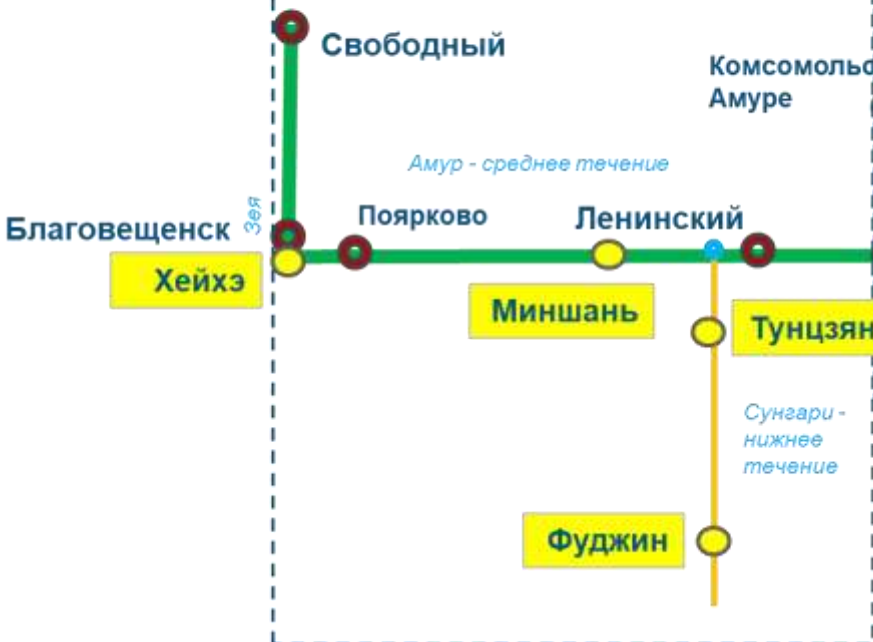 Свободный
Комсомольс
Амуре
Амур - среднее течение
Зея
Благовещенск
Поярково
Ленинский
Хейхэ
Миншань
Тунцзян
Сунгари -
нижнее
течение
Фуджин